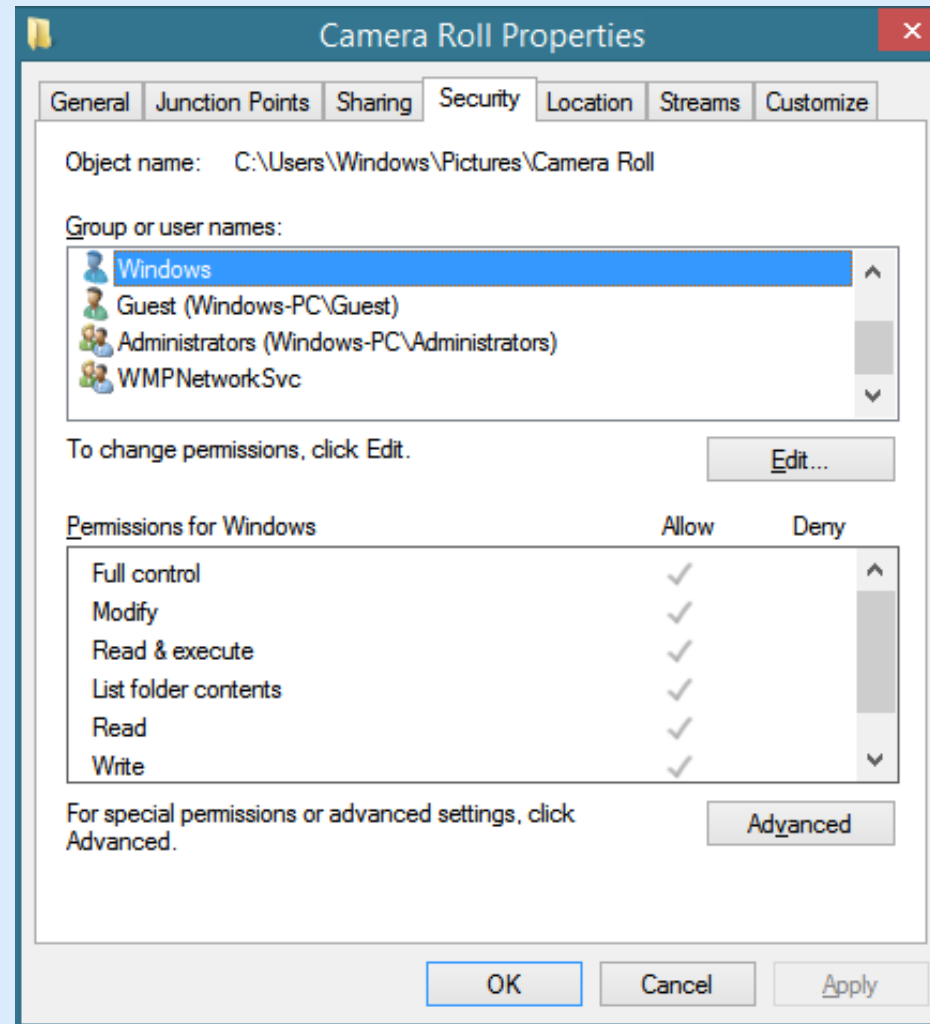 Camera Roll Properties
General Junction Points Sharing Security Location Streams Customize
Object name: C:\Users\Windows\Pictures\Camera Roll
Group or user names:
Windows
Guest (Windows-PC\Guest)
Administrators (Windows-PC\Administrators)
WMPNetworkSvc
To change permissions, click Edit.
Edit...
Permissions for Windows Allow Deny
Full control
Modify
Read & execute
List folder contents
Read
Write
For special permissions or advanced settings, click
Advanced.
Advanced
OK Cancel Apply